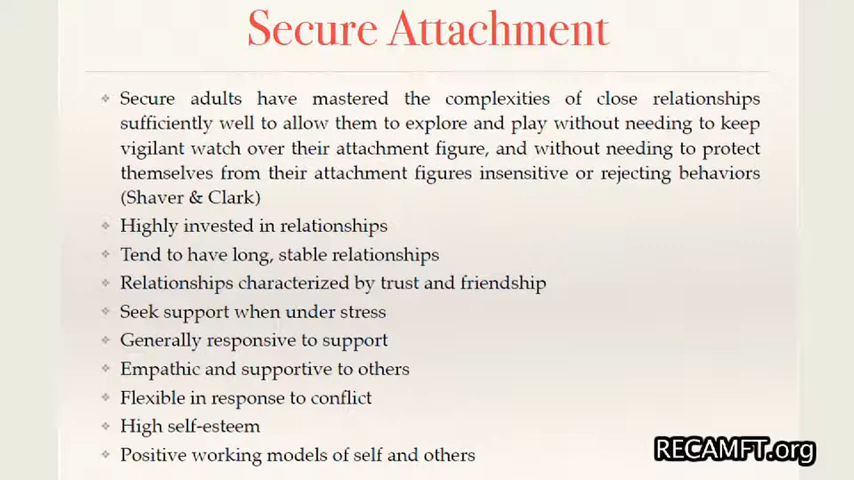 Secure Attachment
Secure adults have mastered the complexities of close relationships
sufficiently well to allow them to explore and play without needing to keep
vigilant watch over their attachment figure, and without needing to protect
themselves from their attachment figures insensitive or rejecting behaviors
(Shaver & Clark)
Highly invested in relationships
Tend to have long, stable relationships
Relationships characterized by trust and friendship
Seek support when under stress
Generally responsive to support
Empathic and supportive to others
Flexible in response to conflict
High self-esteem
Positive working models of self and others
RECAMFT.org